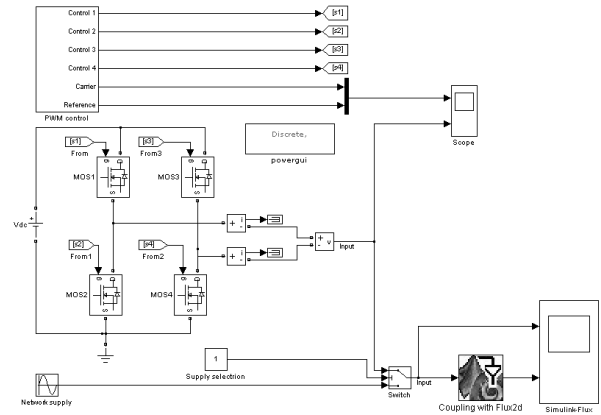 Control 1
[s1]
Control 2
[s2]
Control 3
[s3]
Control 4
[s4]
Carrier
Reference
PWM control
Scope
Discrete,
powergui
[s1]
From
[s3]
From3
g
D
S
MOS1
g
D
S
MOS3
+
Vdc
+
i
-
+
-
v
Input
+
i
-
[s2]
From1
[s4]
From2
g
D
S
MOS2
g
D
S
MOS4
1
Supply selection
Network supply
Switch
Input
Coupling with Flux2d
Simulink-Flux